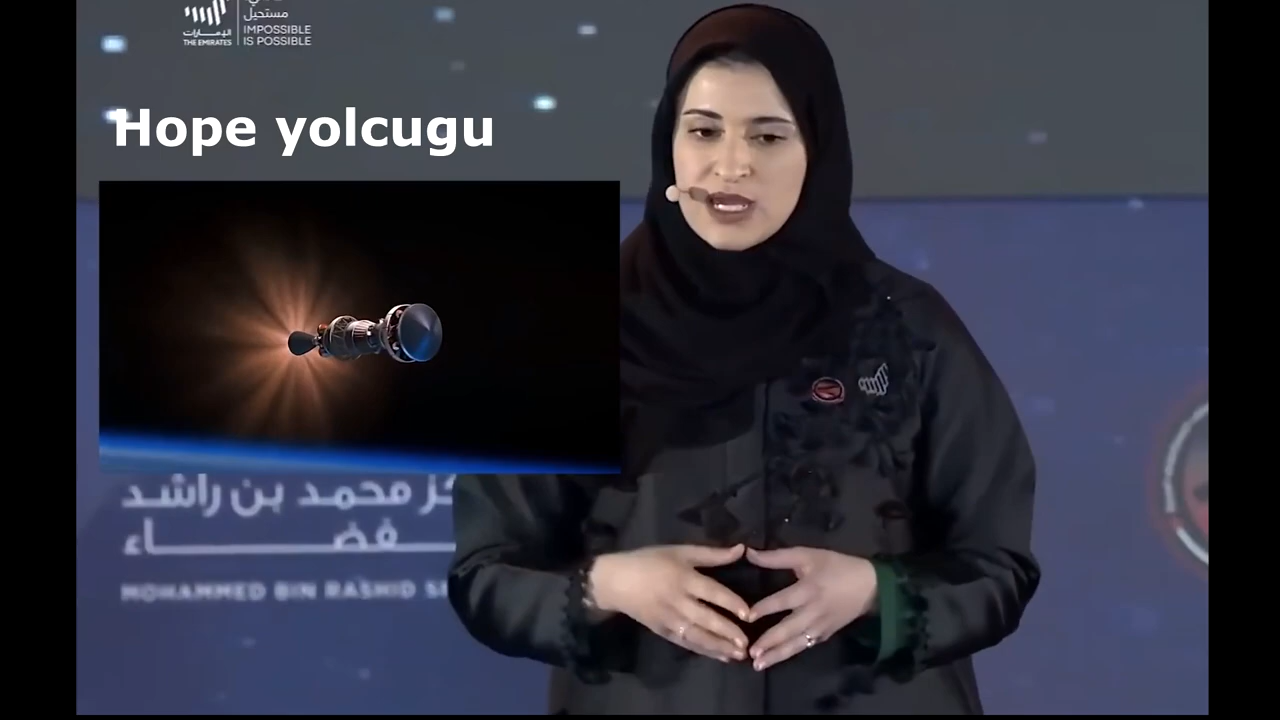 مستحيل
الإمارات
THE EMIRATES
IMPOSSIBLE
IS POSSIBLE
Hope yolcugu
محمد بن راشد
MOHAMMED BIN RASHID